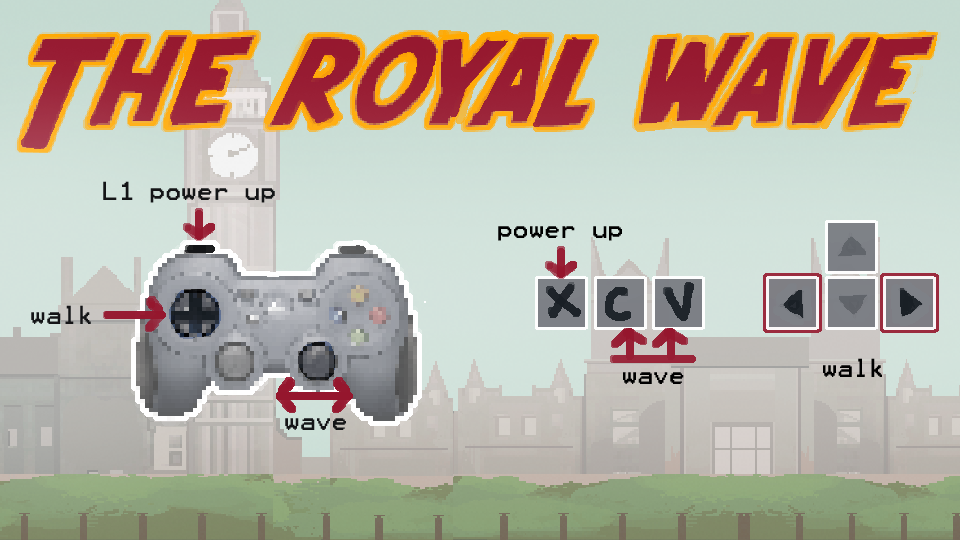 THE ROYAL WAVE
L1 power up
walk
wave
power up
X C V
wave
walk